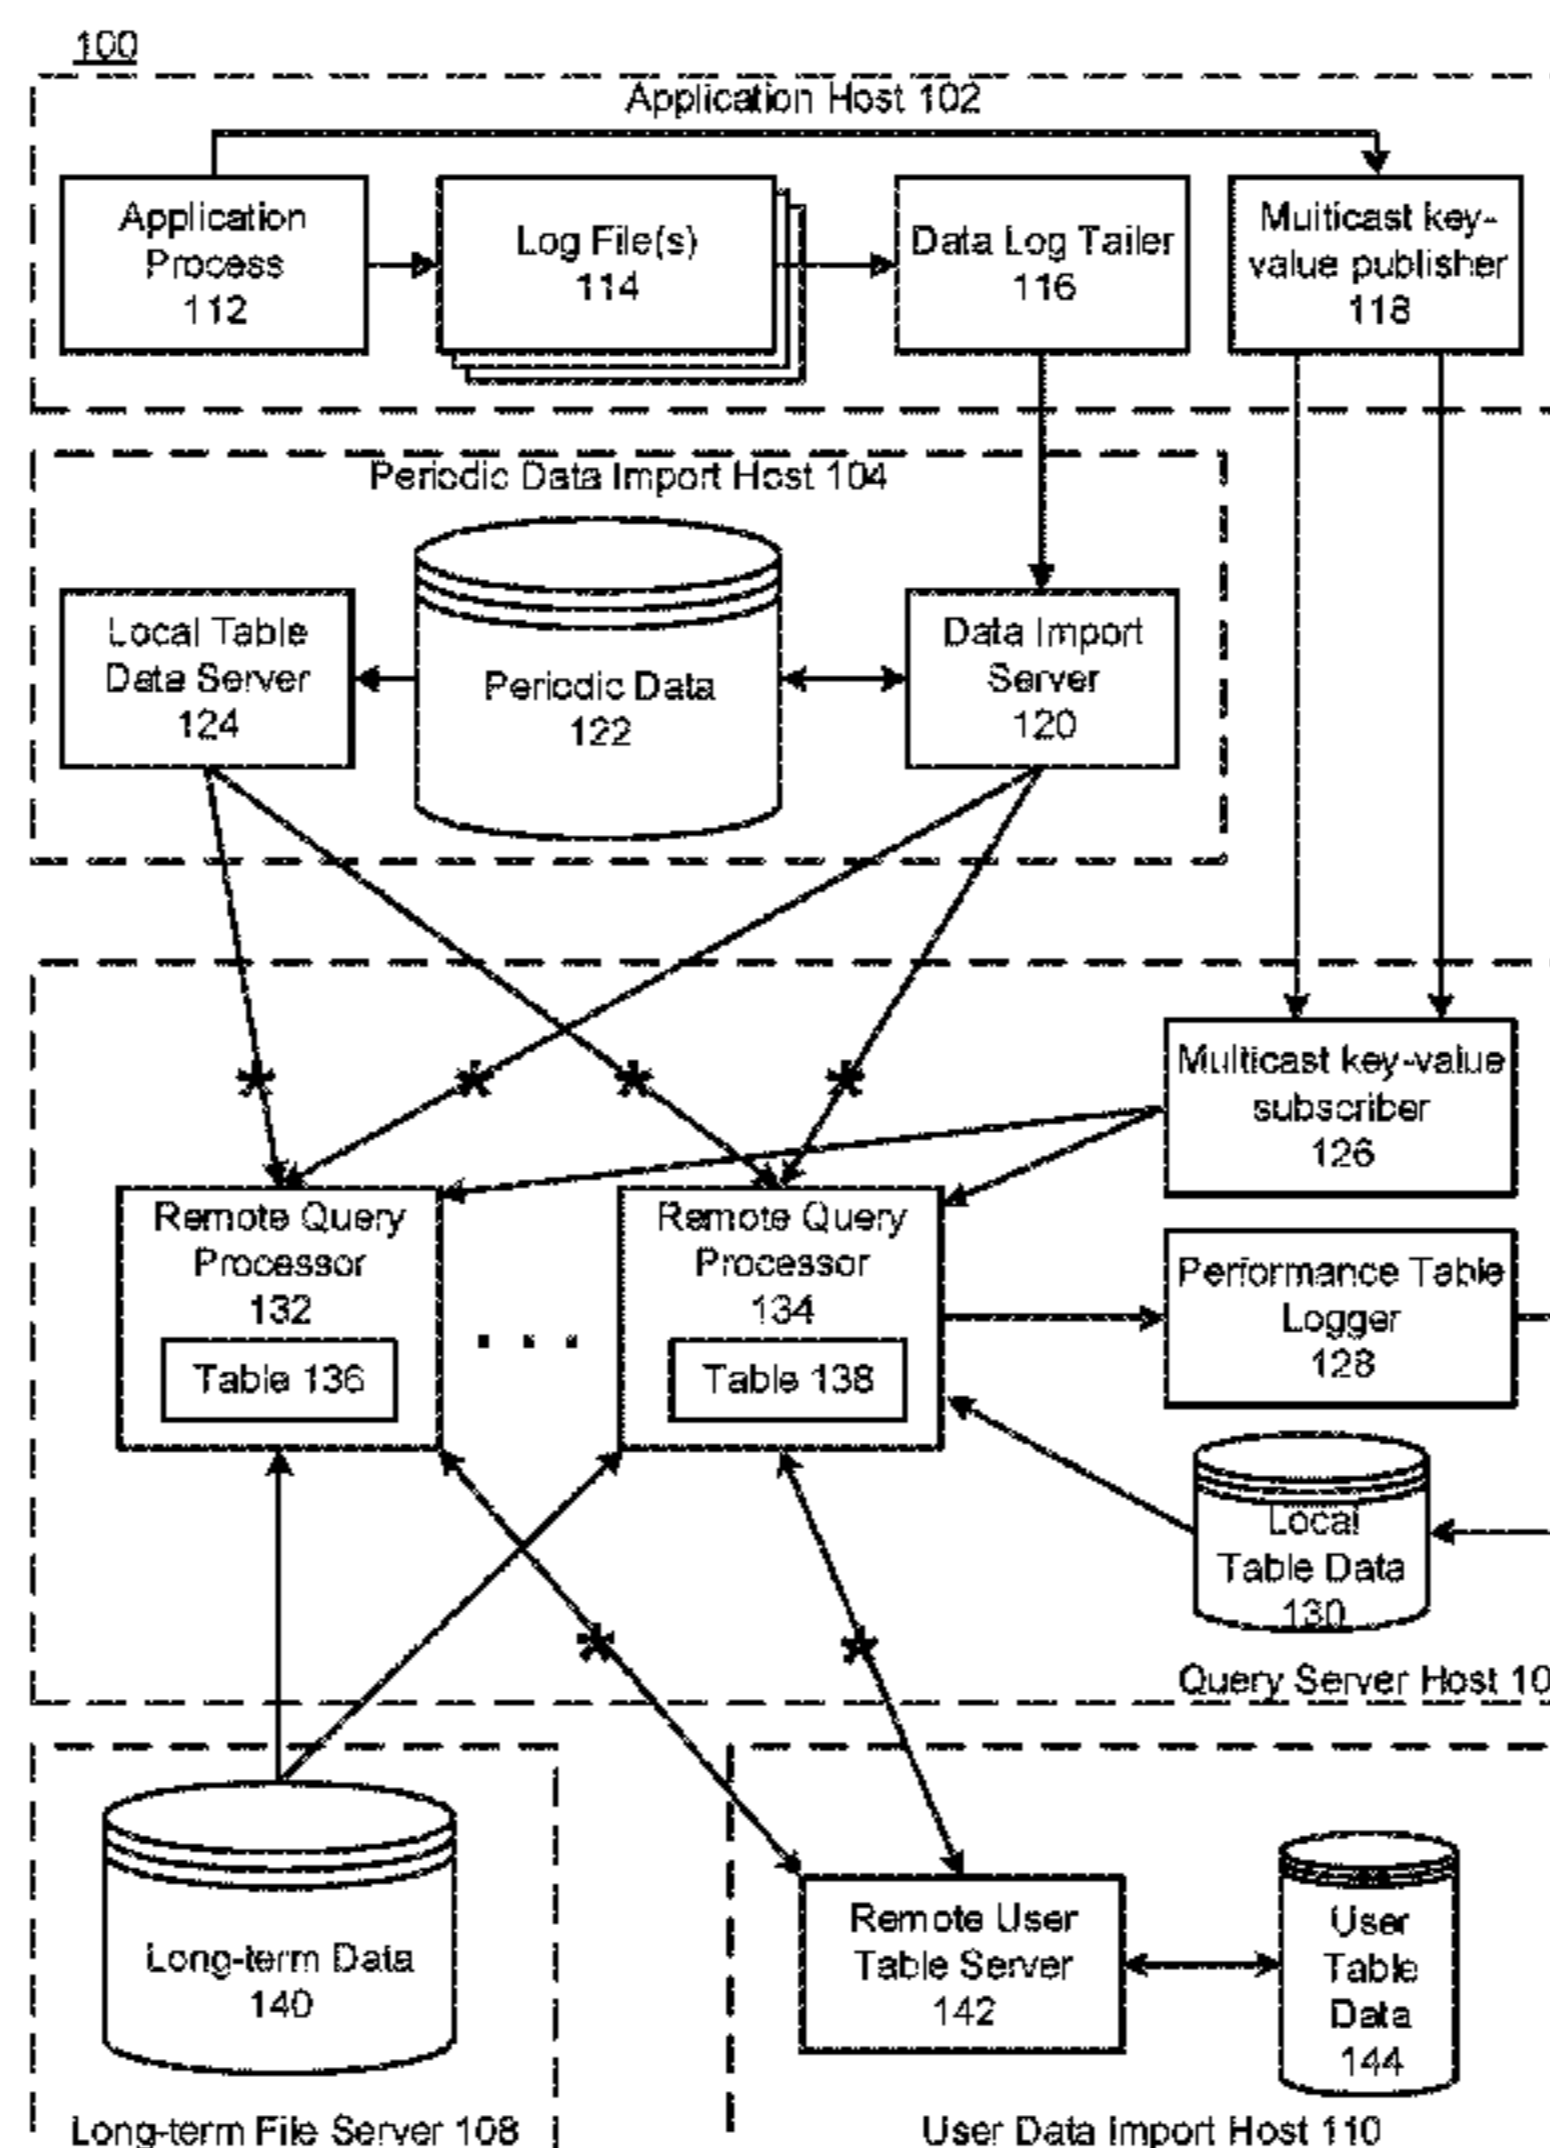 100
Application Host 102
Application
Process
112
Log File(s)
114
Data Log Tailer
116
Multicast key-
value publisher
118
Periodic Data Import Host 104
Local Table
Data Server
124
Periodic Data
122
Data Import
Server
120
Multicast key-value
subscriber
126
Remote Query
Processor
132
Table 136
. . .
Remote Query
Processor
134
Table 138
Performance Table
Logger
128
Local
Table Data
130
Query Server Host 10
Long-term Data
140
Long-term File Server 108
Remote User
Table Server
142
User
Table
Data
144
User Data Import Host 110